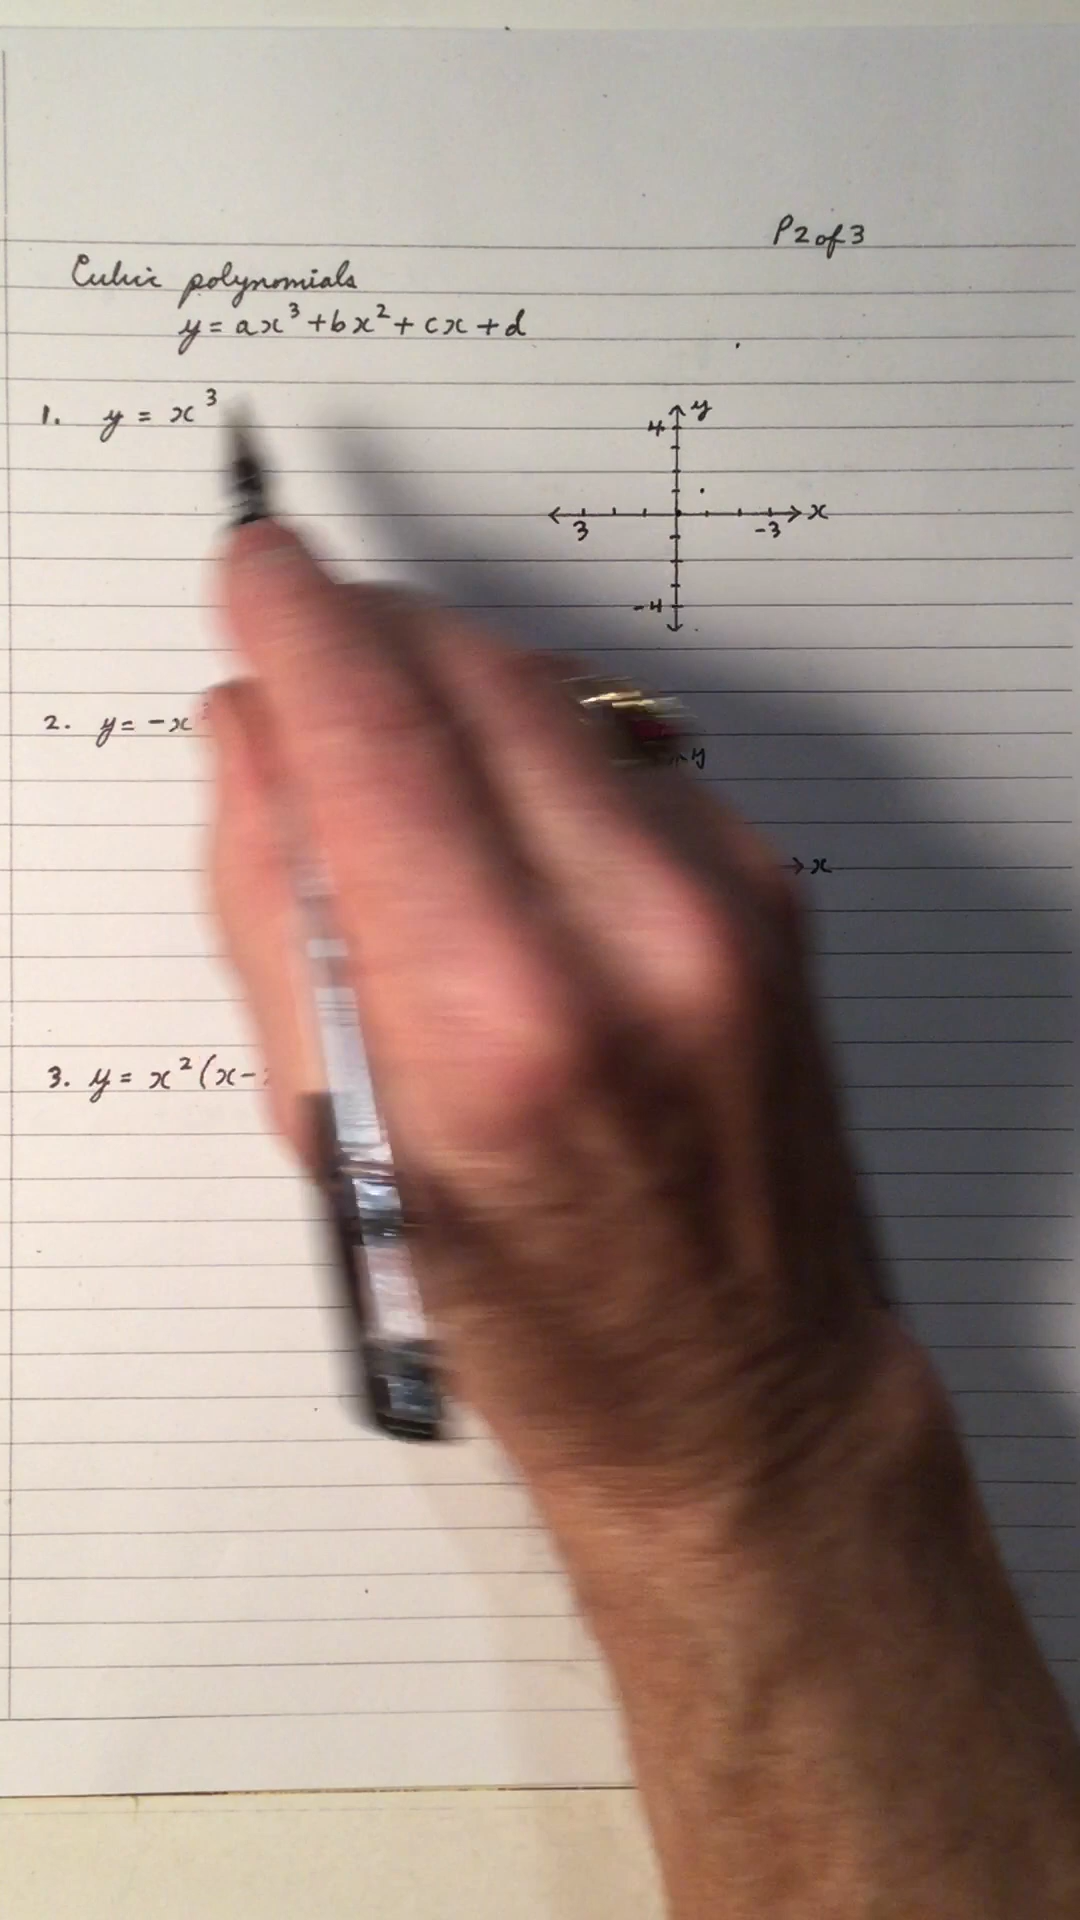 P2 of 3
Cubic polynomials
y = ax³ + bx² + cx + d
1. y = x³
y
4
x
3
-3
-4
2. y = -x
y
x
3. y = x²(x-